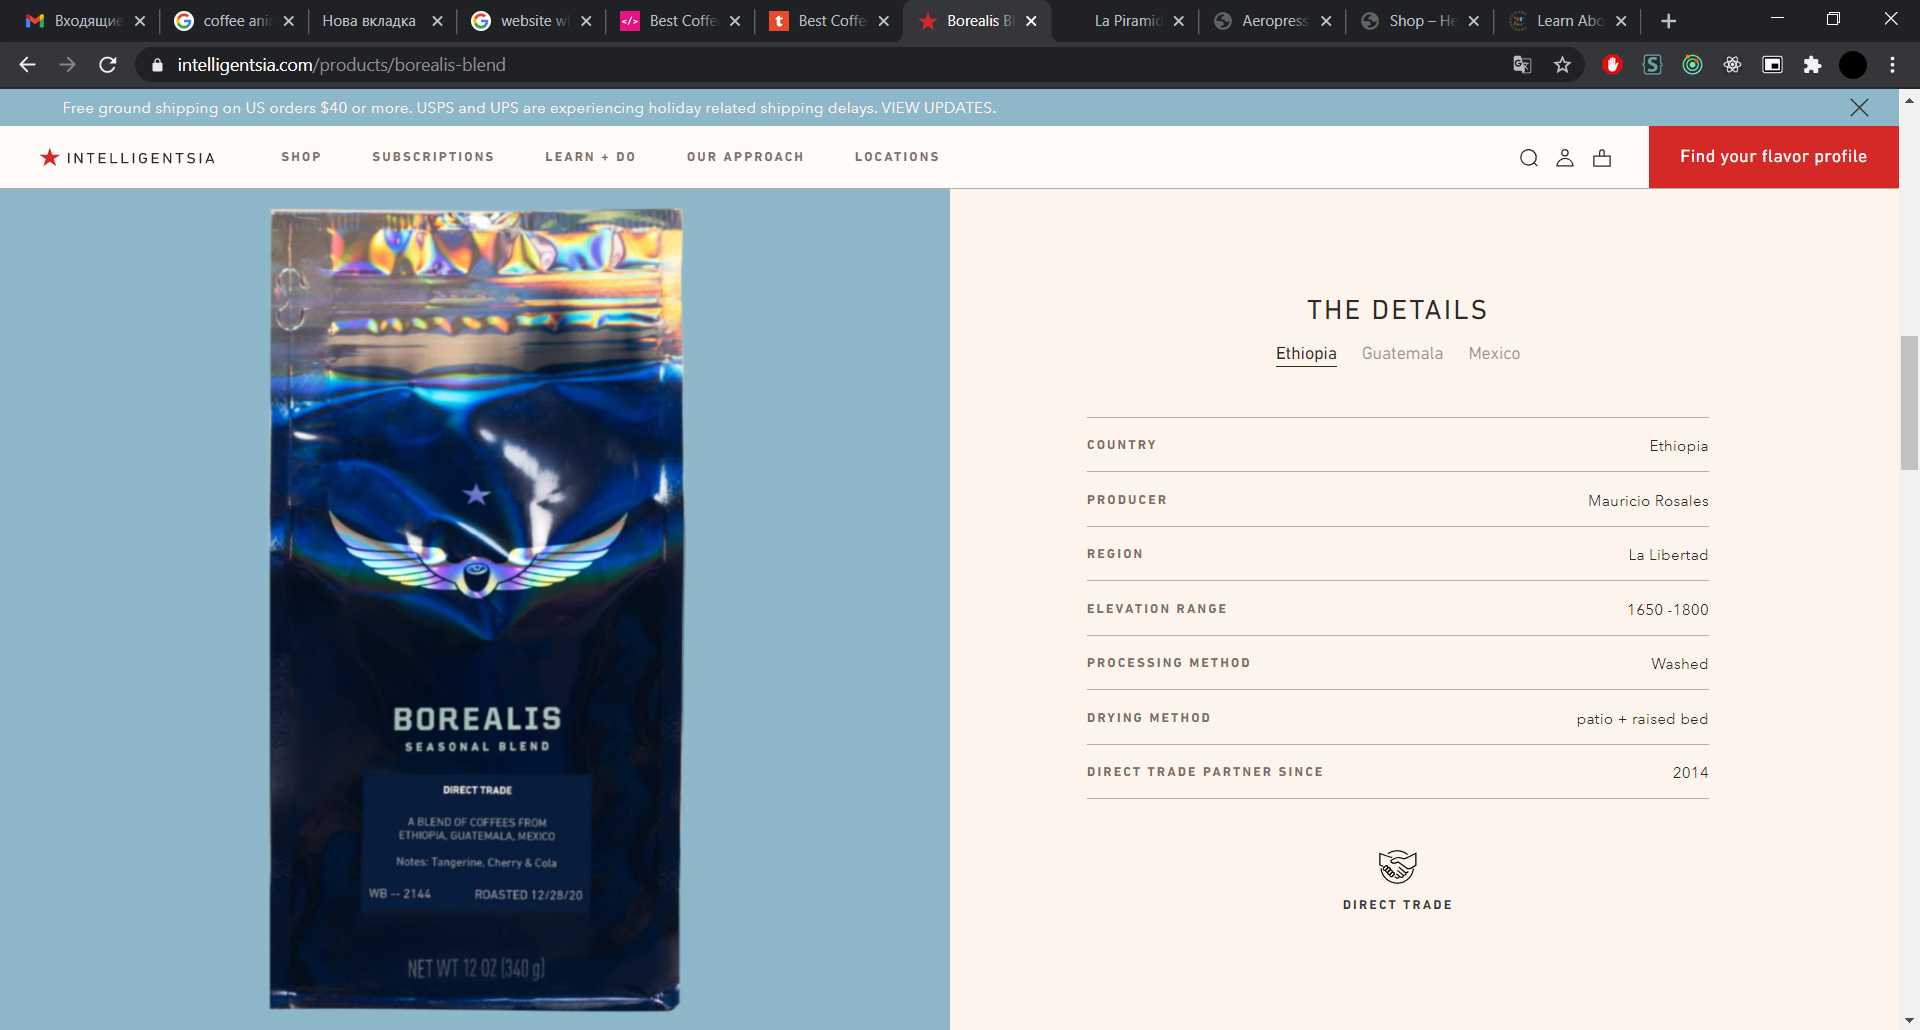 Входящие
coffee ani
Нова вкладка
website w
Best Coffe
Best Coffe
Borealis Bl
La Piramid
Aeropress
Shop – He
Learn Abo
intelligentsia.com/products/borealis-blend
Free ground shipping on US orders $40 or more. USPS and UPS are experiencing holiday related shipping delays. VIEW UPDATES.
INTELLIGENTSIA
SHOP
SUBSCRIPTIONS
LEARN + DO
OUR APPROACH
LOCATIONS
Find your flavor profile
BOREALIS
SEASONAL BLEND
DIRECT TRADE
A BLEND OF COFFEES FROM
ETHIOPIA, GUATEMALA, MEXICO
Notes: Tangerine, Cherry & Cola
WB -- 2144 ROASTED 12/28/20
NET WT 12 OZ (340 g)
THE DETAILS
Ethiopia Guatemala Mexico
COUNTRY Ethiopia
PRODUCER Mauricio Rosales
REGION La Libertad
ELEVATION RANGE 1650 -1800
PROCESSING METHOD Washed
DRYING METHOD patio + raised bed
DIRECT TRADE PARTNER SINCE 2014
DIRECT TRADE